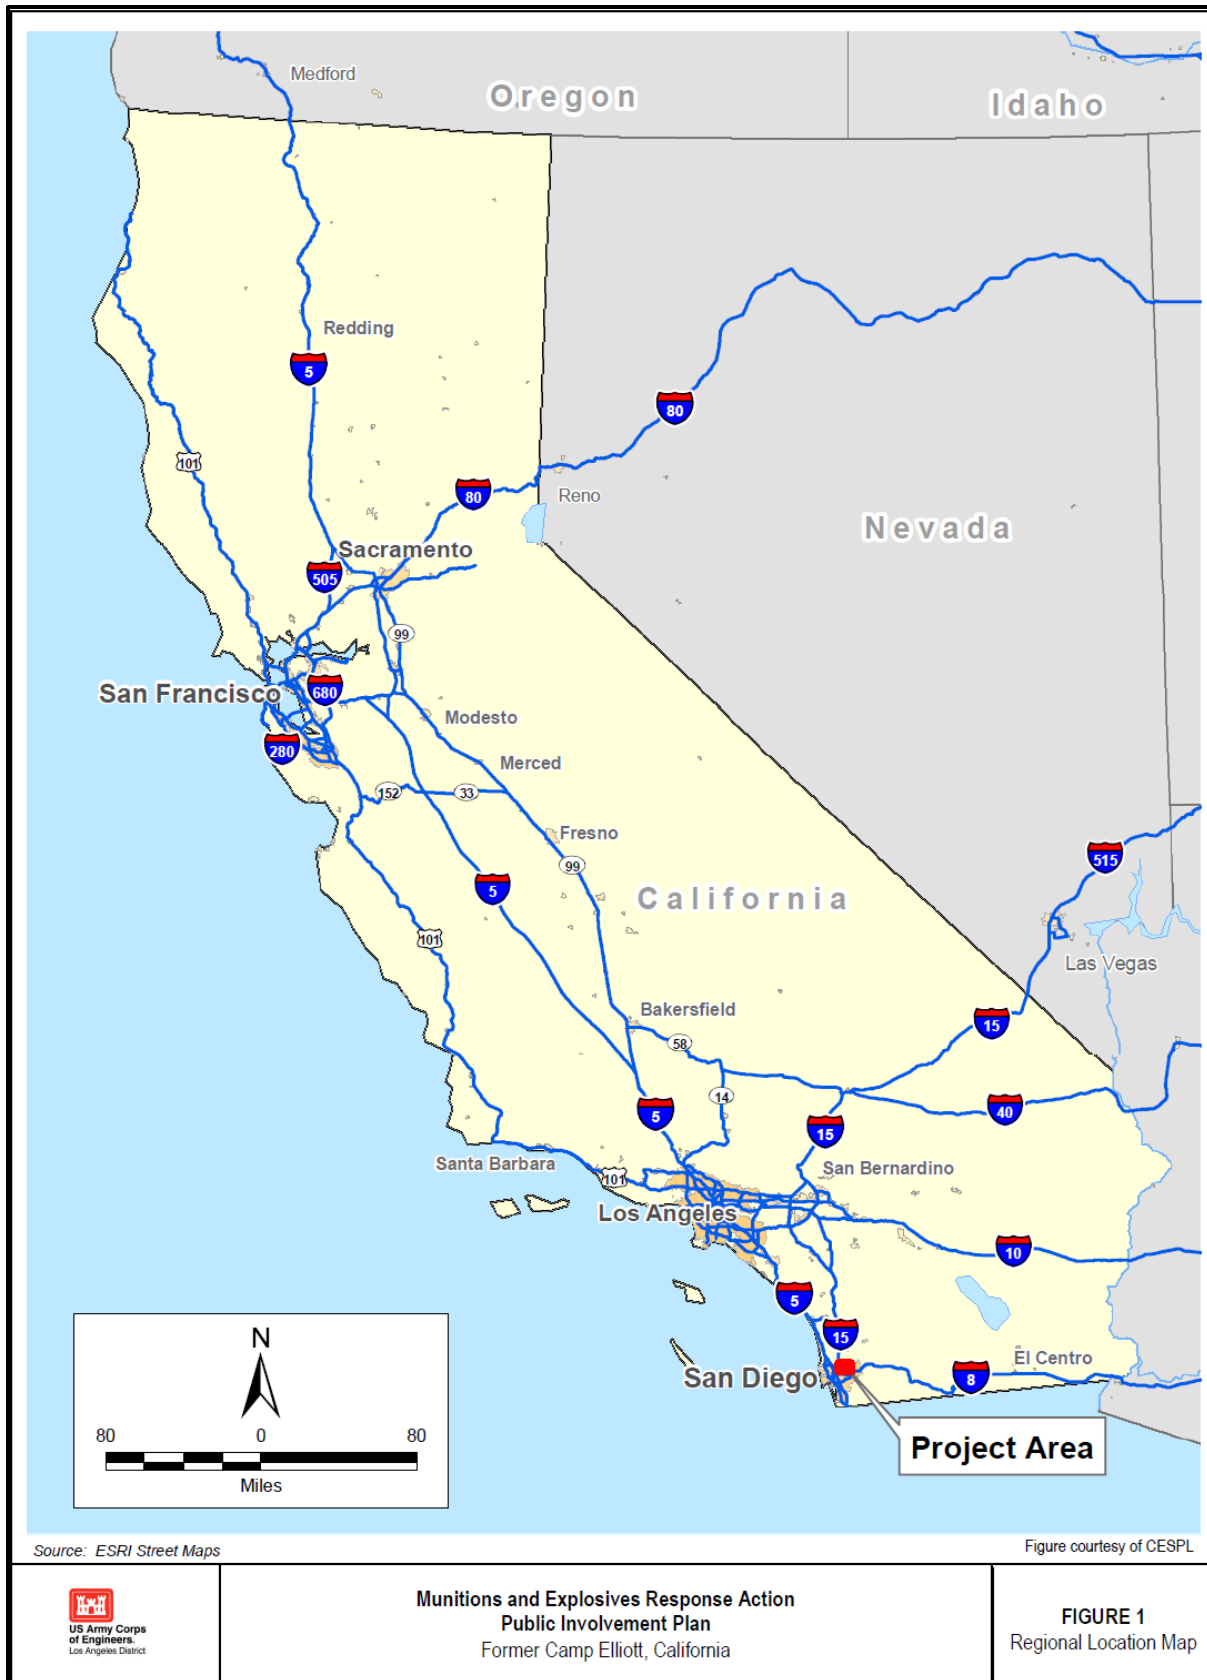 Medford
Oregon
Idaho
Redding
5
101
80
80
Reno
Nevada
Sacramento
505
99
San Francisco
680
Modesto
280
Merced
152
33
Fresno
99
515
5
California
101
Las Vegas
Bakersfield
15
58
14
40
5
15
Santa Barbara
San Bernardino
101
Los Angeles
10
5
15
El Centro
San Diego
8
N
80 0 80
Miles
Project Area
Source: ESRI Street Maps
Figure courtesy of CESPL
US Army Corps
of Engineers.
Los Angeles District
Munitions and Explosives Response Action
Public Involvement Plan
Former Camp Elliott, California
FIGURE 1
Regional Location Map